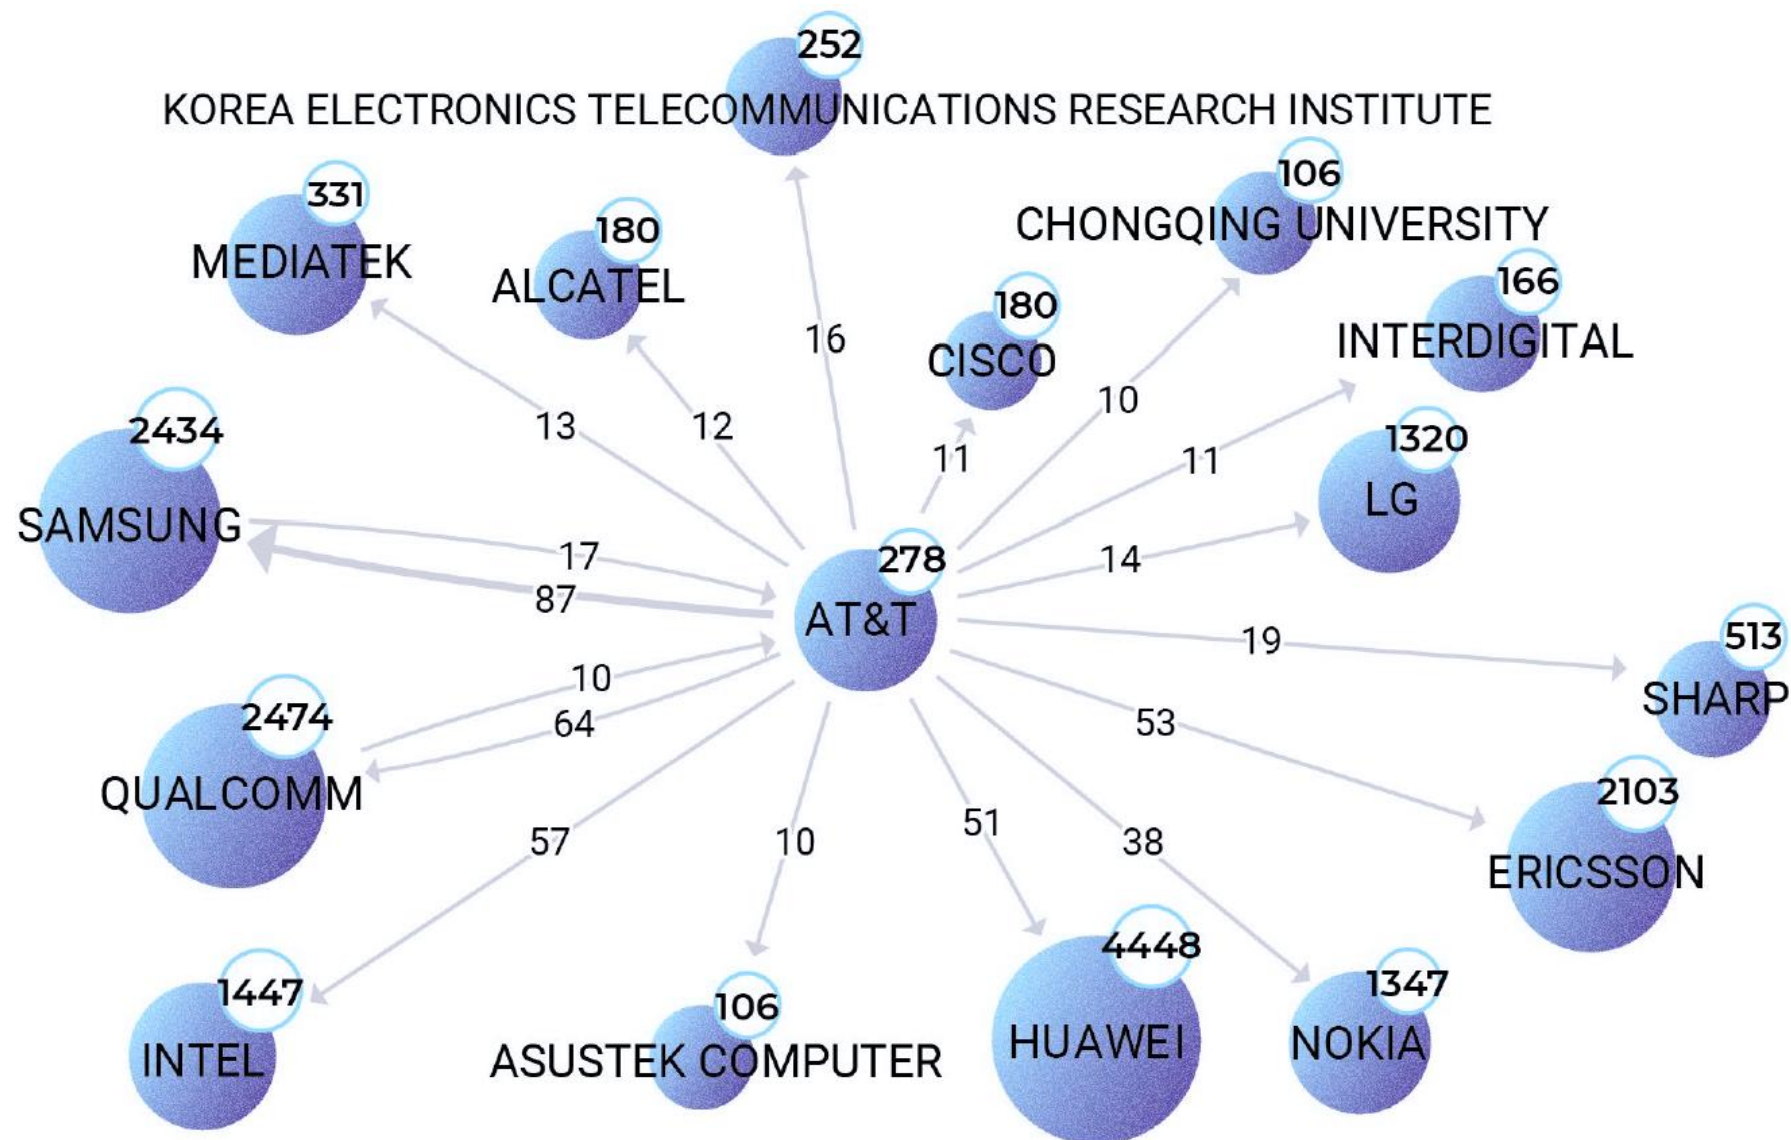 252
KOREA ELECTRONICS TELECOMMUNICATIONS RESEARCH INSTITUTE
331
MEDIATEK
180
ALCATEL
106
CHONGQING UNIVERSITY
180
CISCO
166
INTERDIGITAL
16
10
13
12
11
11
2434
SAMSUNG
1320
LG
17
87
278
AT&T
14
19
513
SHARP
10
64
2474
QUALCOMM
53
2103
ERICSSON
57
10
51
38
1447
INTEL
106
ASUSTEK COMPUTER
4448
HUAWEI
1347
NOKIA